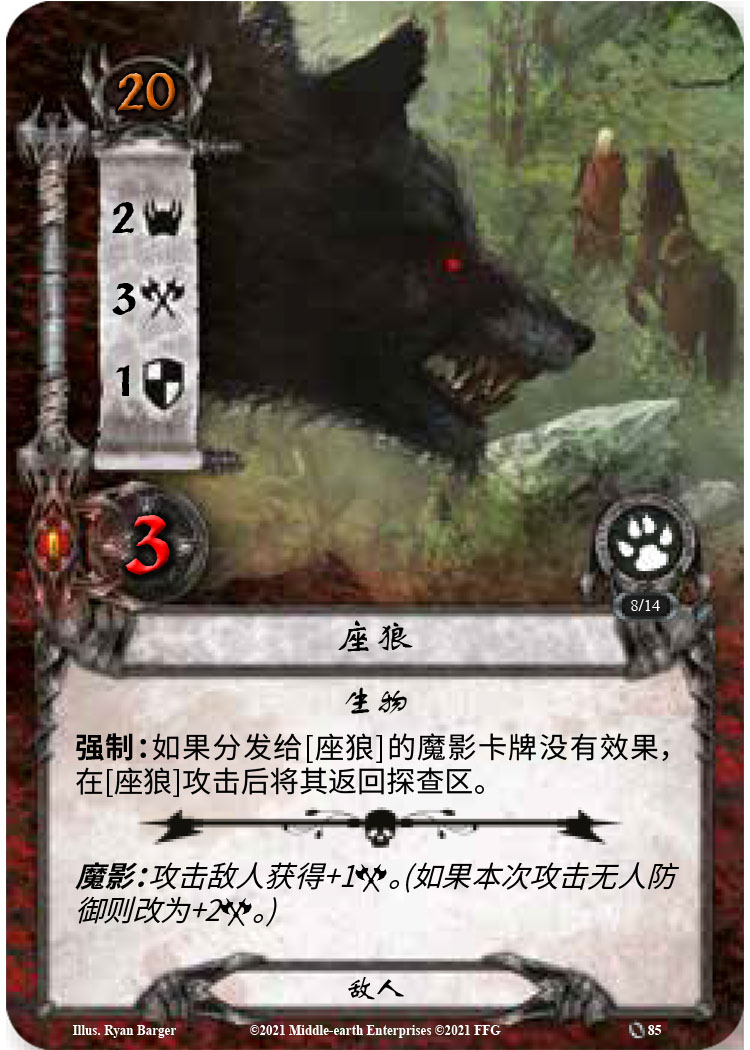 20
2
3
1
3
8/14
座狼
生物
强制：如果分发给[座狼]的魔影卡牌没有效果，
在[座狼]攻击后将其返回探查区。
魔影：攻击敌人获得+1。(如果本次攻击无人防
御则改为+2。)
敌人
Illus. Ryan Barger ©2021 Middle-earth Enterprises ©2021 FFG 85